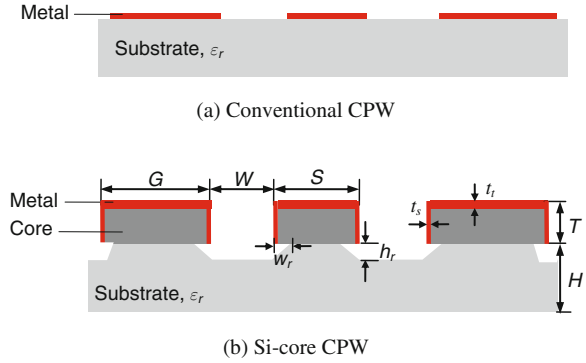 Metal
Substrate, εr
(a) Conventional CPW
G W S
Metal
tt
ts
T
Core
wr
hr
H
Substrate, εr
(b) Si-core CPW